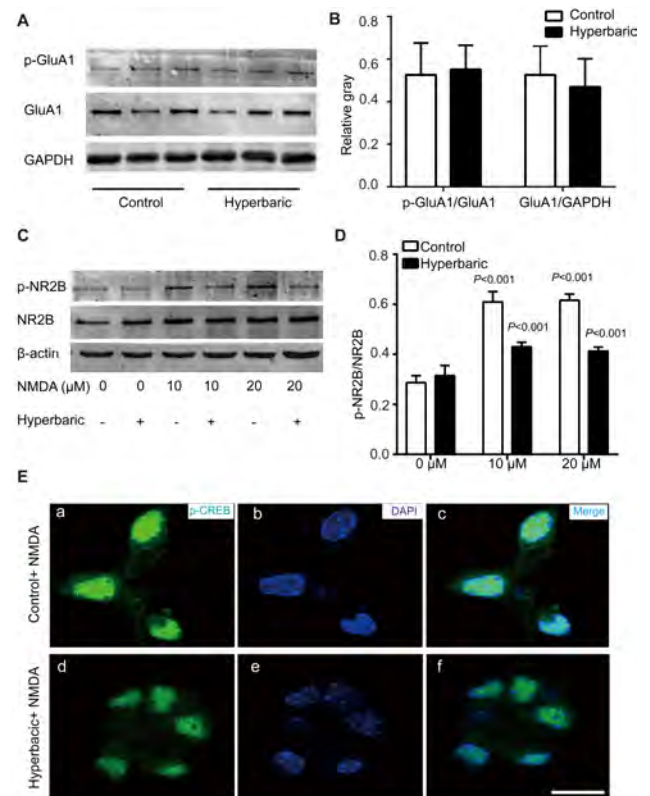 A
p-GluA1
GluA1
GAPDH
Control Hyperbaric
B
Control
Hyperbaric
Relative gray
0.8
0.6
0.4
0.2
0.0
p-GluA1/GluA1 GluA1/GAPDH
C
p-NR2B
NR2B
β-actin
NMDA (µM) 0 0 10 10 20 20
Hyperbaric - + - + - +
D
Control
Hyperbaric
p-NR2B/NR2B
0.8
0.6
0.4
0.2
0.0
P<0.001 P<0.001
P<0.001 P<0.001
0 µM 10 µM 20 µM
E
Control+ NMDA
a p-CREB b DAPI c Merge
Hyperbacic+ NMDA
d e f